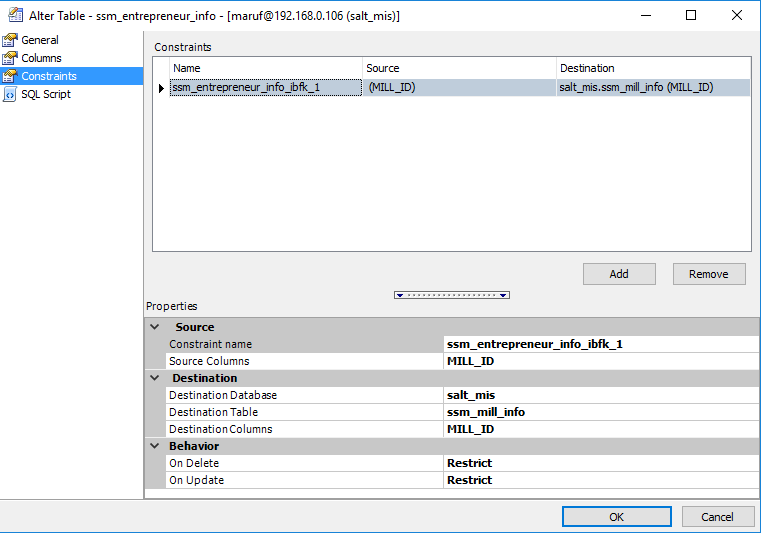 Alter Table - ssm_entrepreneur_info - [maruf@192.168.0.106 (salt_mis)]
General
Columns
Constraints
SQL Script
Constraints
Name Source Destination
ssm_entrepreneur_info_ibfk_1 (MILL_ID) salt_mis.ssm_mill_info (MILL_ID)
Add Remove
Properties
Source
Constraint name ssm_entrepreneur_info_ibfk_1
Source Columns MILL_ID
Destination
Destination Database salt_mis
Destination Table ssm_mill_info
Destination Columns MILL_ID
Behavior
On Delete Restrict
On Update Restrict
OK Cancel